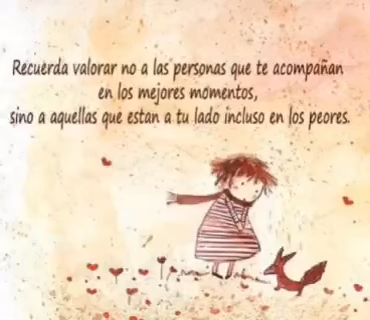 Recuerda valorar no a las personas que te acompañan
en los mejores momentos,
sino a aquellas que estan a tu lado incluso en los peores.